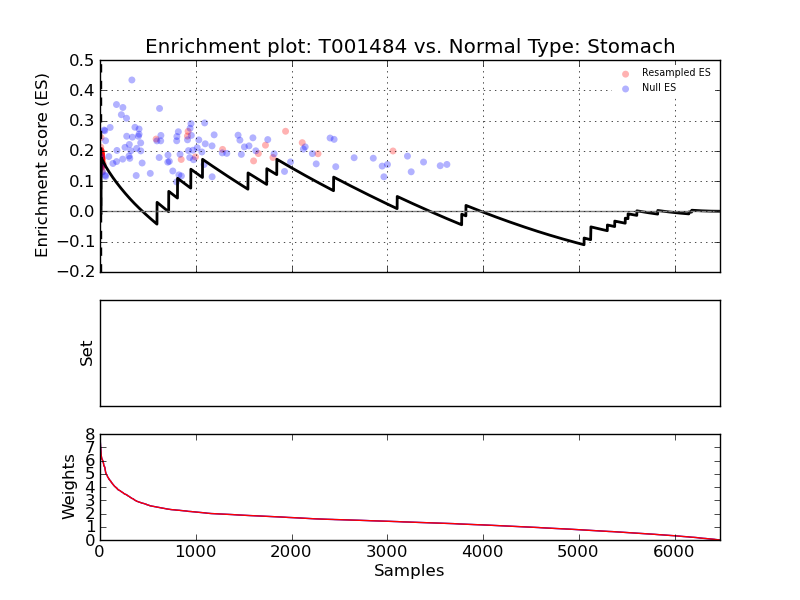 Enrichment plot: T001484 vs. Normal Type: Stomach
Enrichment score (ES)
0.5
0.4
0.3
0.2
0.1
0.0
−0.1
−0.2
Resampled ES
Null ES
Set
Weights
8
7
6
5
4
3
2
1
0
0 1000 2000 3000 4000 5000 6000
Samples